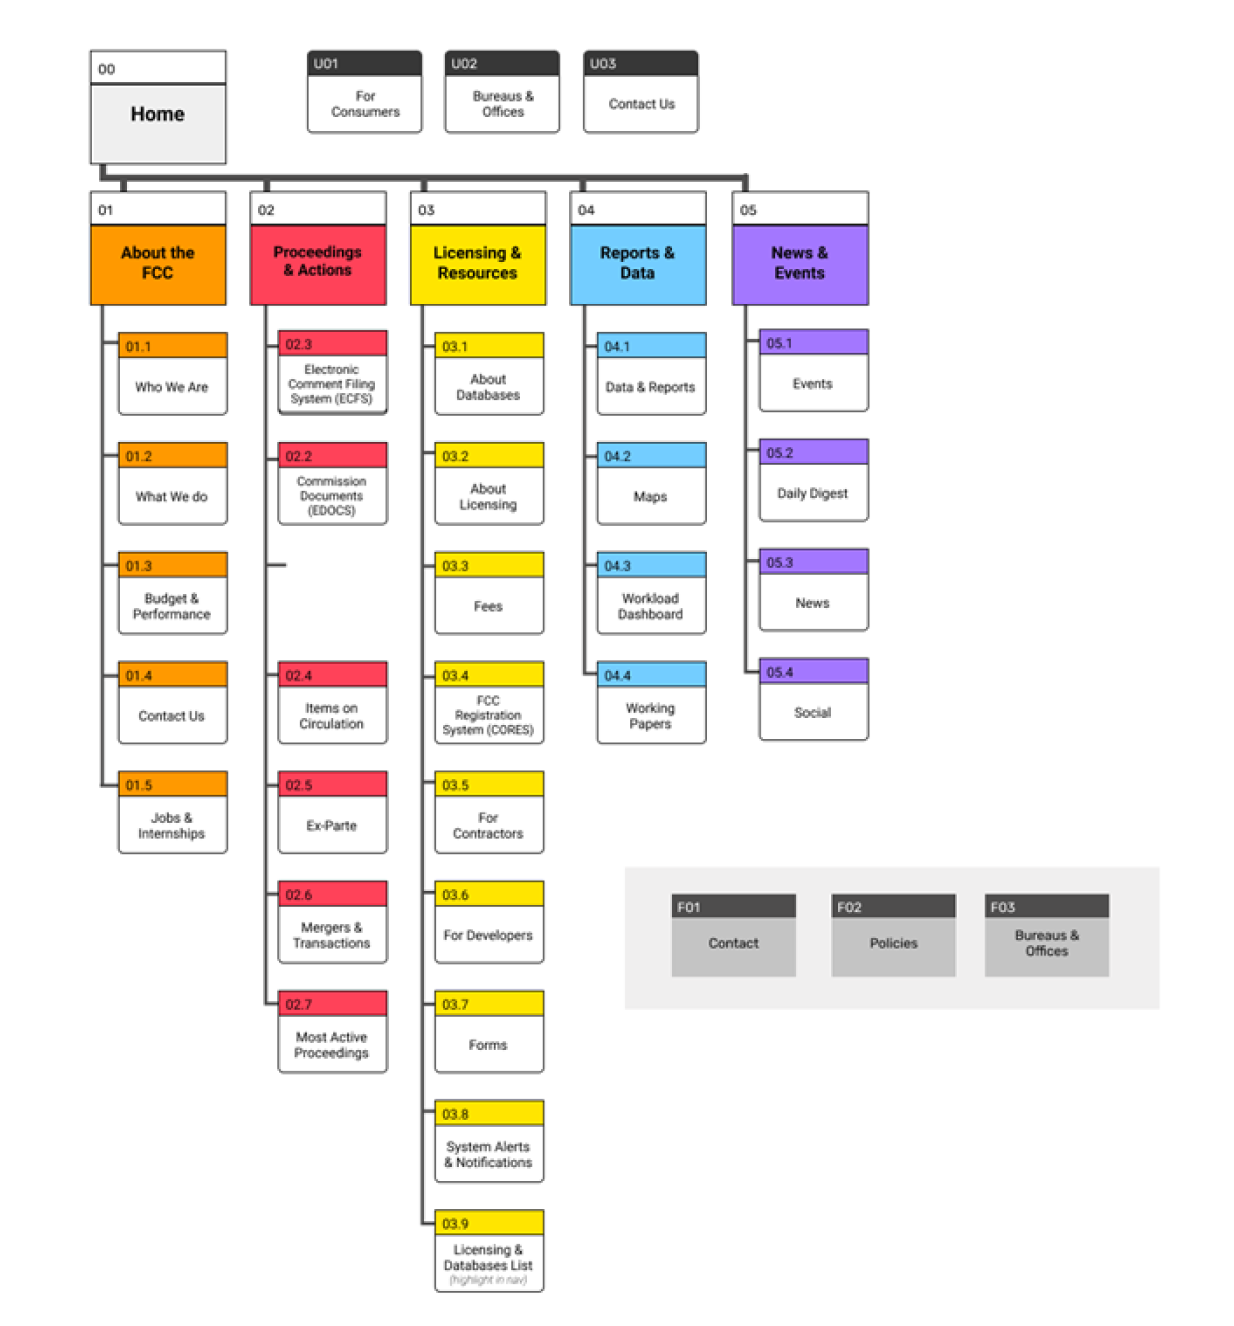 00
Home
U01
For
Consumers
U02
Bureaus &
Offices
U03
Contact Us
01
About the
FCC
02
Proceedings
& Actions
03
Licensing &
Resources
04
Reports &
Data
05
News &
Events
01.1
Who We Are
01.2
What We do
01.3
Budget &
Performance
01.4
Contact Us
01.5
Jobs &
Internships
02.3
Electronic
Comment Filing
System (ECFS)
02.2
Commission
Documents
(EDOCS)
02.4
Items on
Circulation
02.5
Ex-Parte
02.6
Mergers &
Transactions
02.7
Most Active
Proceedings
03.1
About
Databases
03.2
About
Licensing
03.3
Fees
03.4
FCC
Registration
System (CORES)
03.5
For
Contractors
03.6
For Developers
03.7
Forms
03.8
System Alerts
& Notifications
03.9
Licensing &
Databases List
(highlight in nav)
04.1
Data & Reports
04.2
Maps
04.3
Workload
Dashboard
04.4
Working
Papers
05.1
Events
05.2
Daily Digest
05.3
News
05.4
Social
F01
Contact
F02
Policies
F03
Bureaus &
Offices